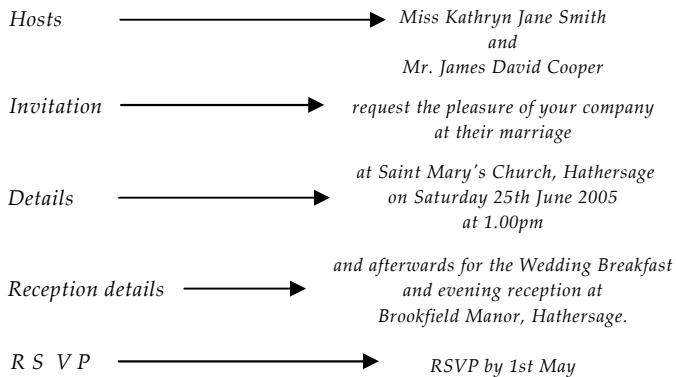 Hosts
Miss Kathryn Jane Smith
and
Mr. James David Cooper
Invitation
request the pleasure of your company
at their marriage
Details
at Saint Mary's Church, Hathersage
on Saturday 25th June 2005
at 1.00pm
Reception details
and afterwards for the Wedding Breakfast
and evening reception at
Brookfield Manor, Hathersage.
R S V P
RSVP by 1st May